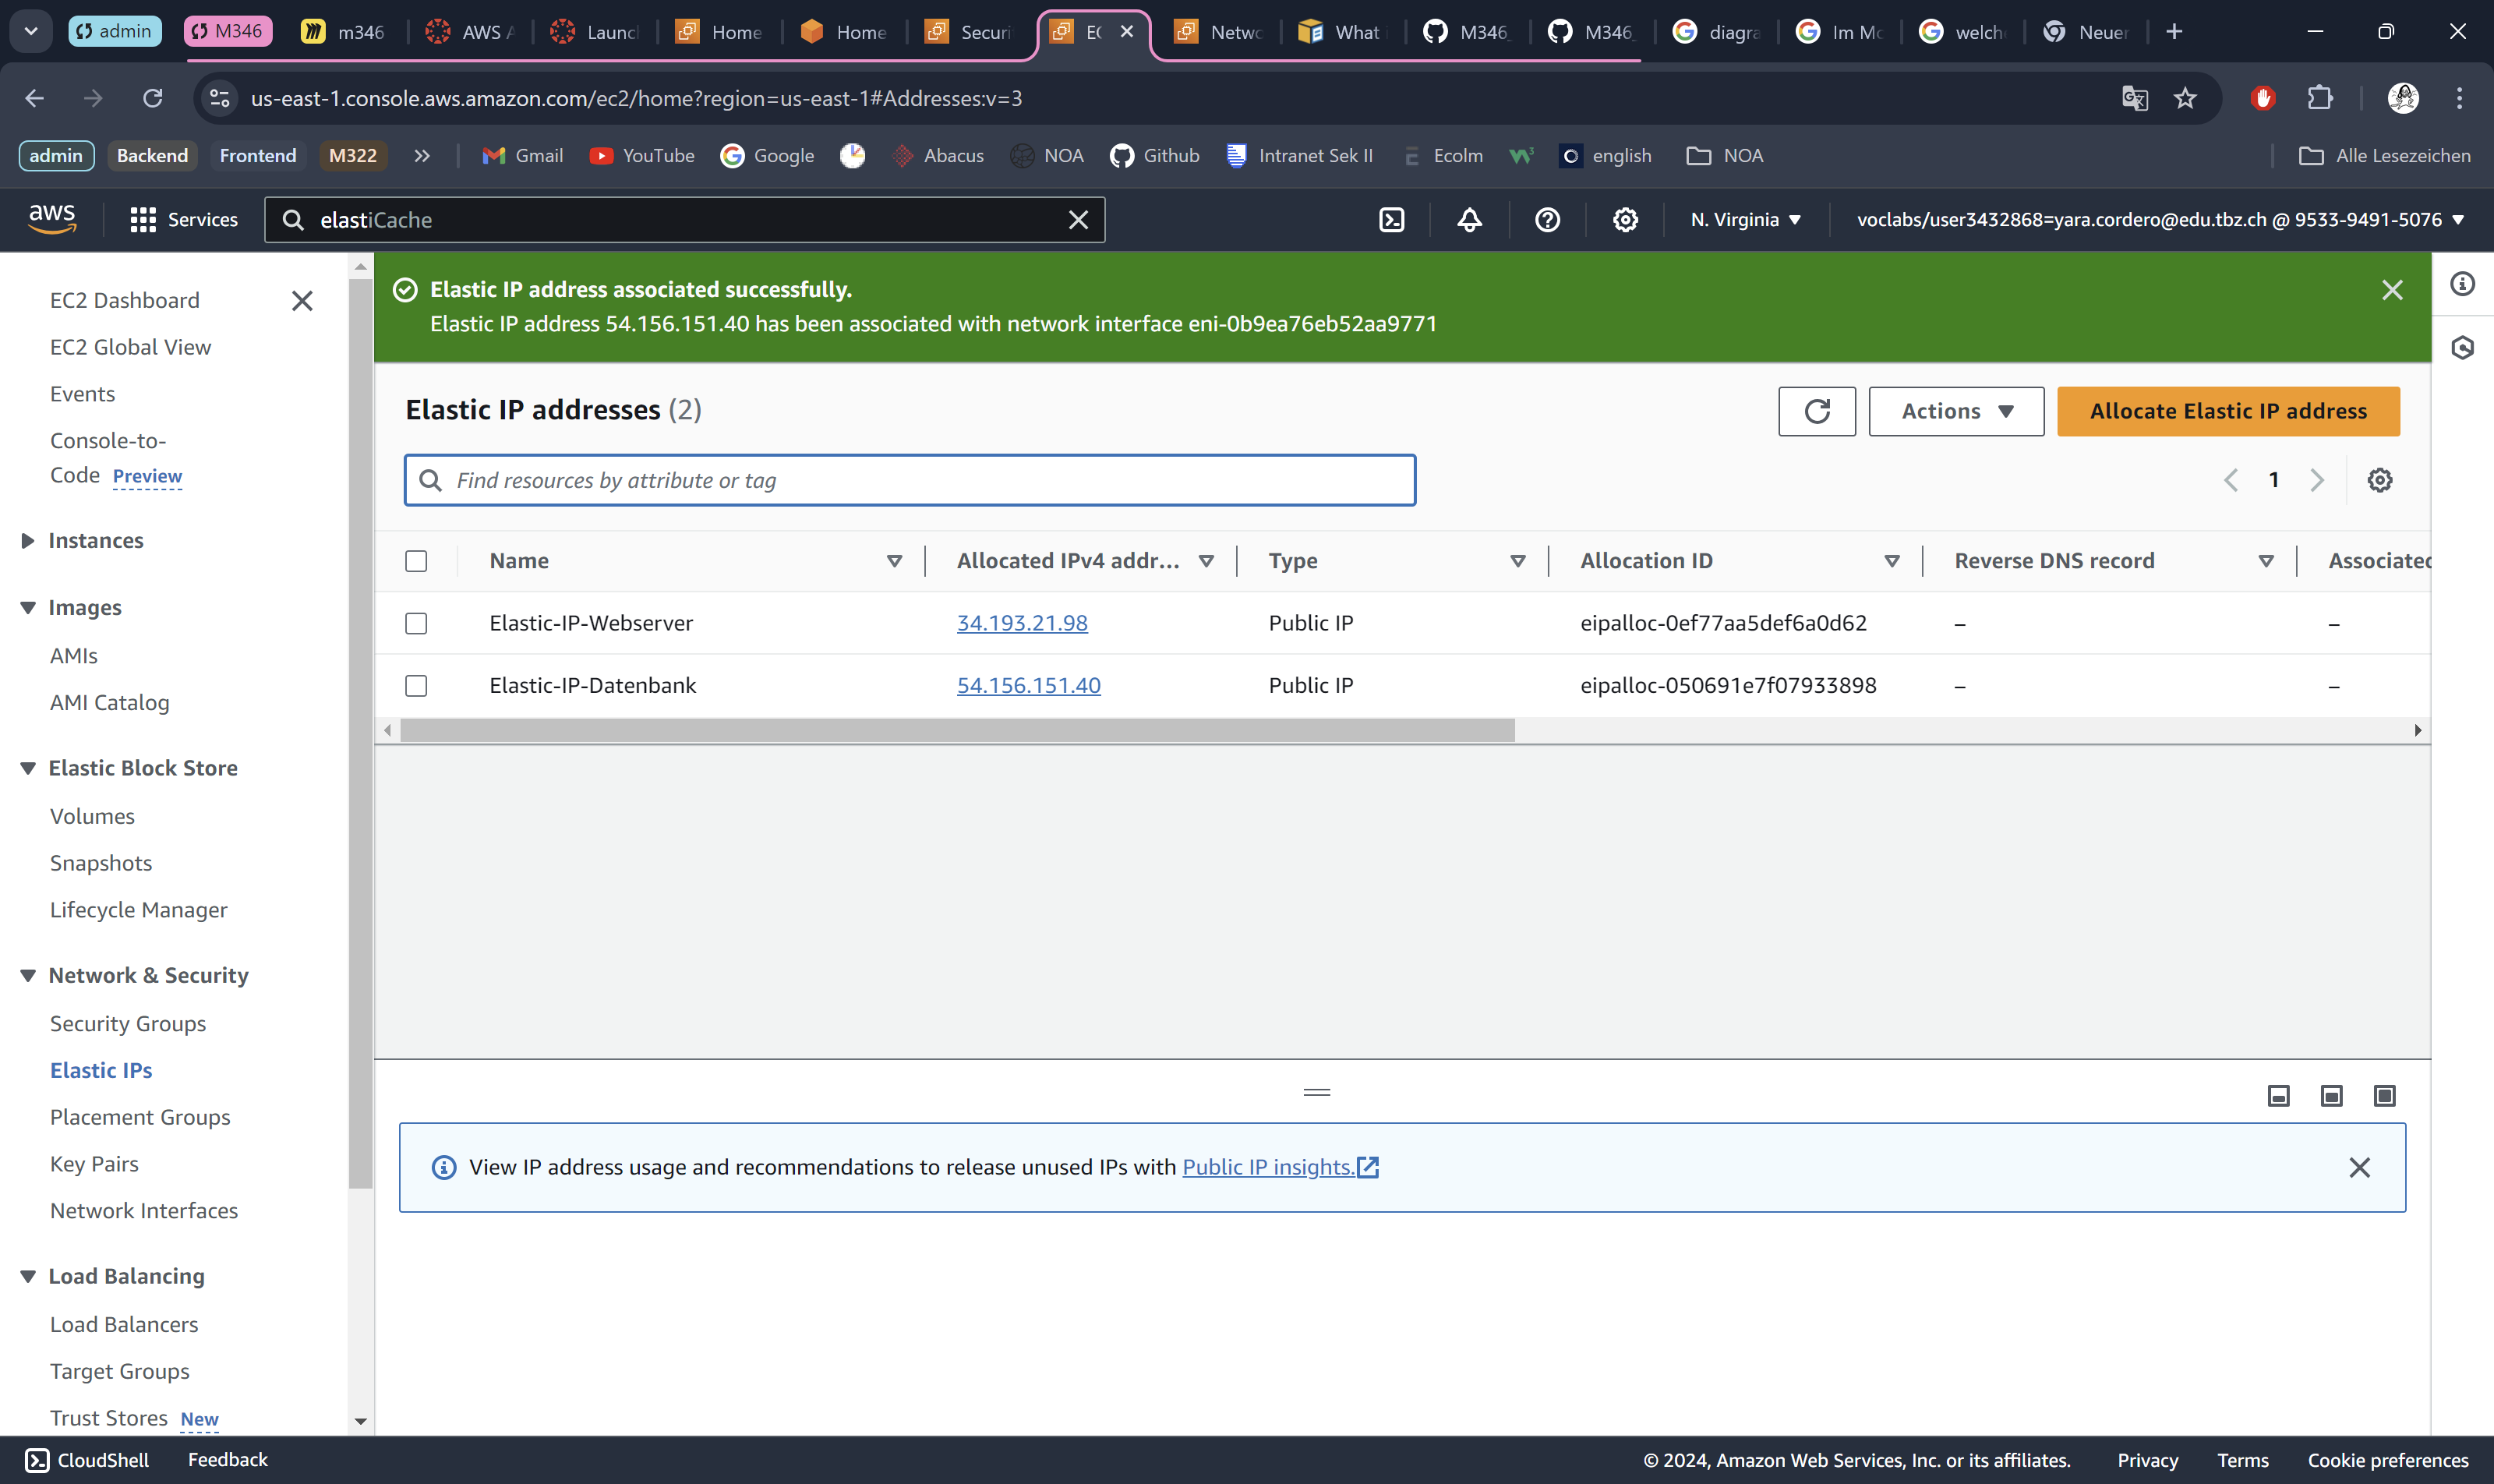 admin
M346
m346
AWS A
Launc
Home
Home
Securi
EC
Netwo
What i
M346_
M346_
diagra
Im Mo
welche
Neuer
us-east-1.console.aws.amazon.com/ec2/home?region=us-east-1#Addresses:v=3
admin
Backend
Frontend
M322
Gmail
YouTube
Google
Abacus
NOA
Github
Intranet Sek II
Ecolm
english
NOA
Alle Lesezeichen
aws
Services
elastiCache
N. Virginia
voclabs/user3432868=yara.cordero@edu.tbz.ch @ 9533-9491-5076
EC2 Dashboard
EC2 Global View
Events
Console-to-
Code Preview
Instances
Images
AMIs
AMI Catalog
Elastic Block Store
Volumes
Snapshots
Lifecycle Manager
Network & Security
Security Groups
Elastic IPs
Placement Groups
Key Pairs
Network Interfaces
Load Balancing
Load Balancers
Target Groups
Trust Stores New
Elastic IP address associated successfully.
Elastic IP address 54.156.151.40 has been associated with network interface eni-0b9ea76eb52aa9771
Elastic IP addresses (2)
Actions
Allocate Elastic IP address
Find resources by attribute or tag
1
Name
Allocated IPv4 addr...
Type
Allocation ID
Reverse DNS record
Associated
Elastic-IP-Webserver
34.193.21.98
Public IP
eipalloc-0ef77aa5def6a0d62
–
–
Elastic-IP-Datenbank
54.156.151.40
Public IP
eipalloc-050691e7f07933898
–
–
View IP address usage and recommendations to release unused IPs with Public IP insights.
CloudShell
Feedback
© 2024, Amazon Web Services, Inc. or its affiliates.
Privacy
Terms
Cookie preferences